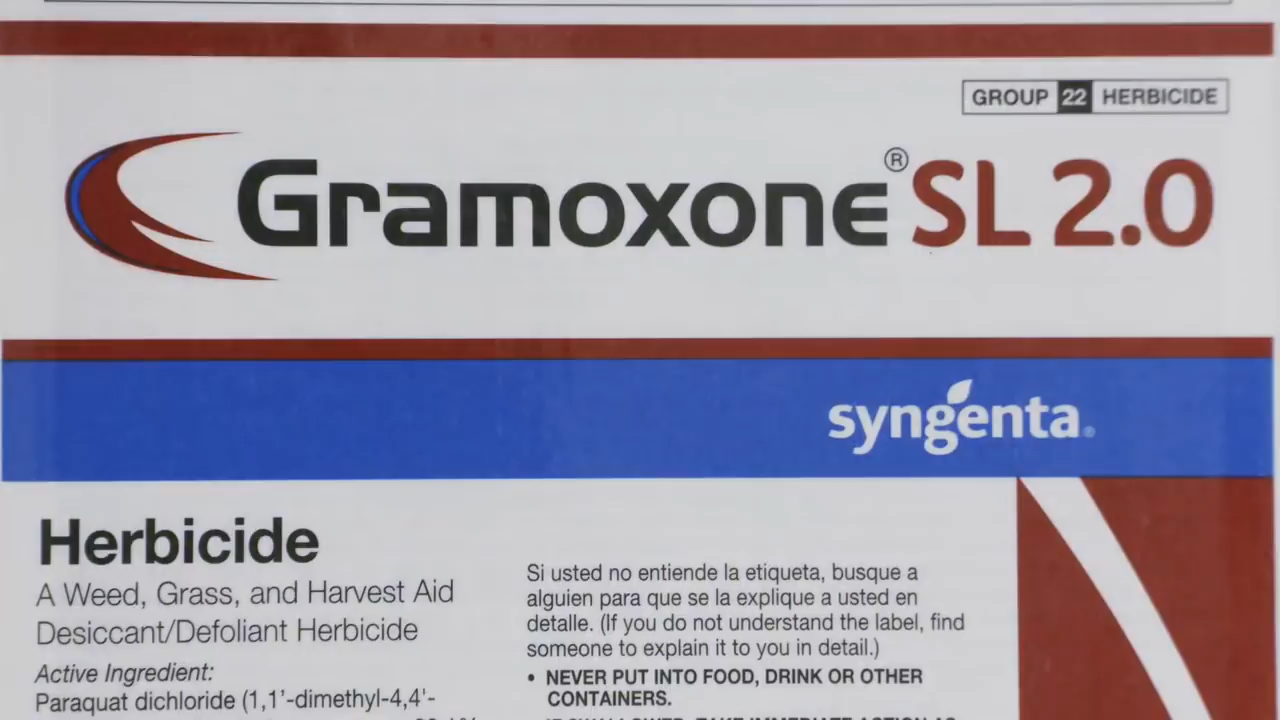 GROUP 22 HERBICIDE
Gramoxone® SL 2.0
syngenta®
Herbicide
A Weed, Grass, and Harvest Aid
Desiccant/Defoliant Herbicide
Active Ingredient:
Paraquat dichloride (1,1'-dimethyl-4,4'-
Si usted no entiende la etiqueta, busque a
alguien para que se la explique a usted en
detalle. (If you do not understand the label, find
someone to explain it to you in detail.)
• NEVER PUT INTO FOOD, DRINK OR OTHER
CONTAINERS.